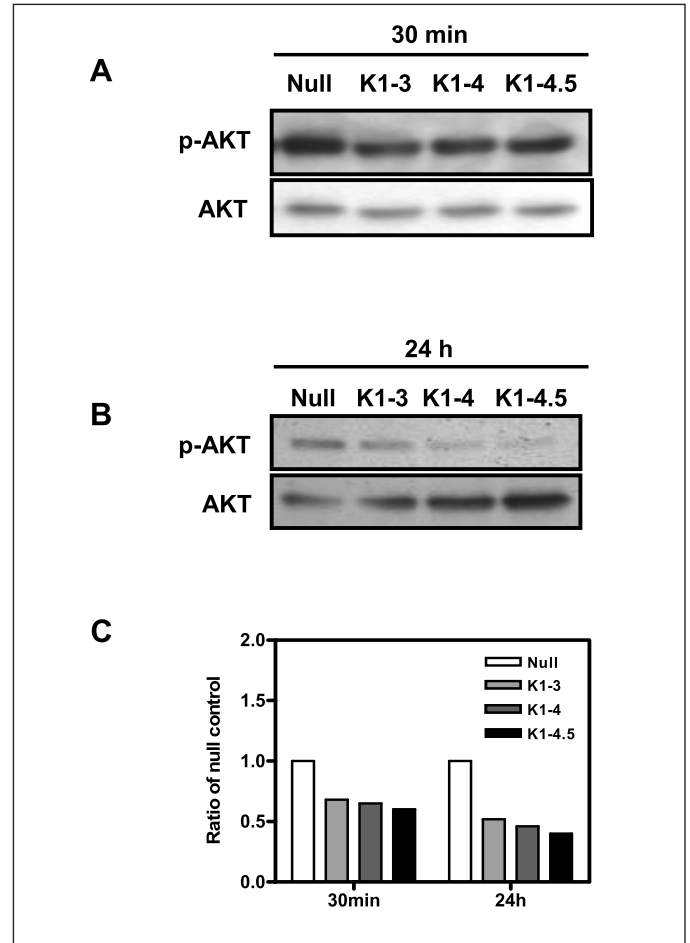 A
30 min
Null K1-3 K1-4 K1-4.5
p-AKT
AKT
24 h
B
Null K1-3 K1-4 K1-4.5
p-AKT
AKT
C
Ratio of null control
2.0
1.5
1.0
0.5
0.0
Null
K1-3
K1-4
K1-4.5
30min 24h